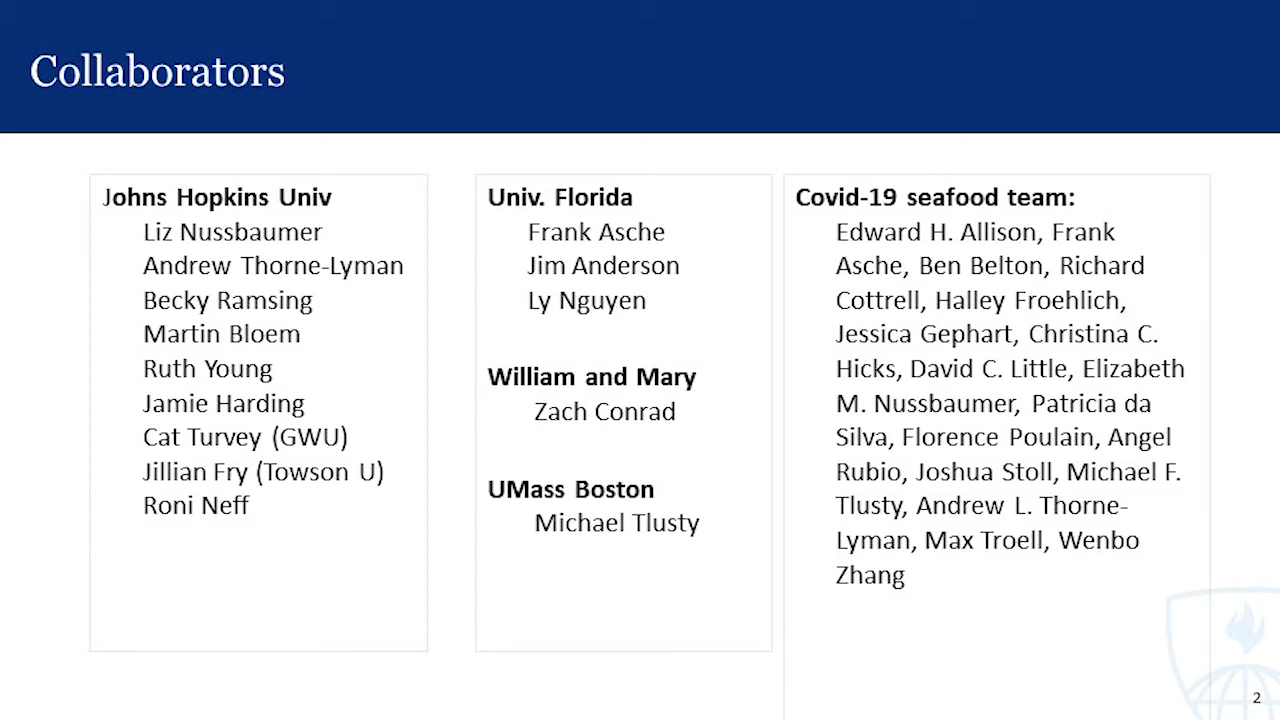 Collaborators
Johns Hopkins Univ
Liz Nussbaumer
Andrew Thorne-Lyman
Becky Ramsing
Martin Bloem
Ruth Young
Jamie Harding
Cat Turvey (GWU)
Jillian Fry (Towson U)
Roni Neff
Univ. Florida
Frank Asche
Jim Anderson
Ly Nguyen
William and Mary
Zach Conrad
UMass Boston
Michael Tlusty
Covid-19 seafood team:
Edward H. Allison, Frank
Asche, Ben Belton, Richard
Cottrell, Halley Froehlich,
Jessica Gephart, Christina C.
Hicks, David C. Little, Elizabeth
M. Nussbaumer, Patricia da
Silva, Florence Poulain, Angel
Rubio, Joshua Stoll, Michael F.
Tlusty, Andrew L. Thorne-
Lyman, Max Troell, Wenbo
Zhang
2